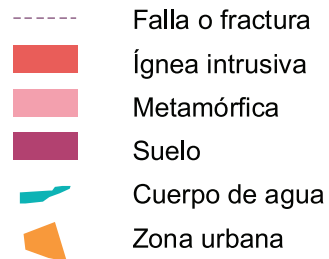 Falla o fractura
Ígnea intrusiva
Metamórfica
Suelo
Cuerpo de agua
Zona urbana